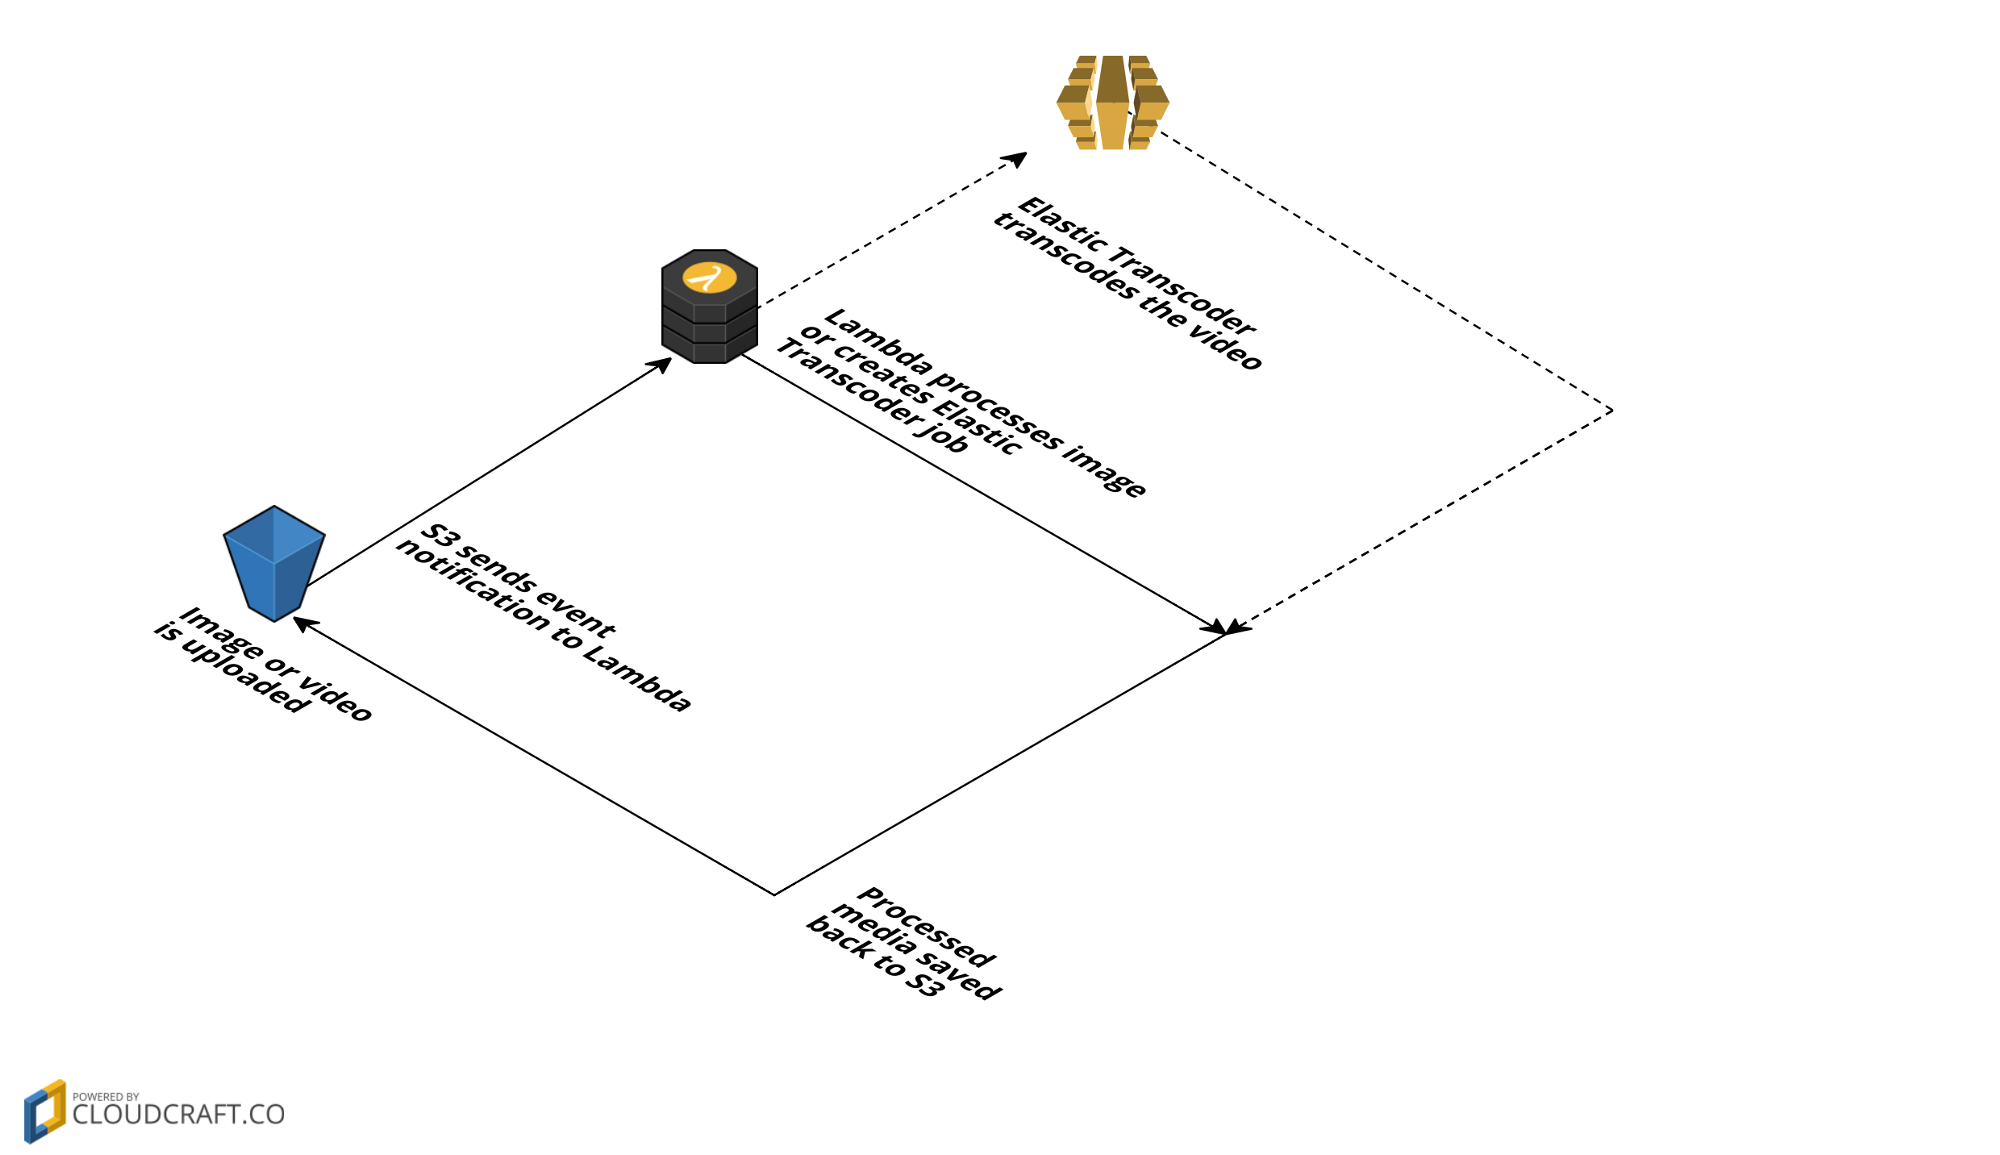 Elastic Transcoder
transcodes the video
Lambda processes image
or creates Elastic
Transcoder job
S3 sends event
notification to Lambda
Image or video
is uploaded
Processed
media saved
back to S3
POWERED BY
CLOUDCRAFT.CO